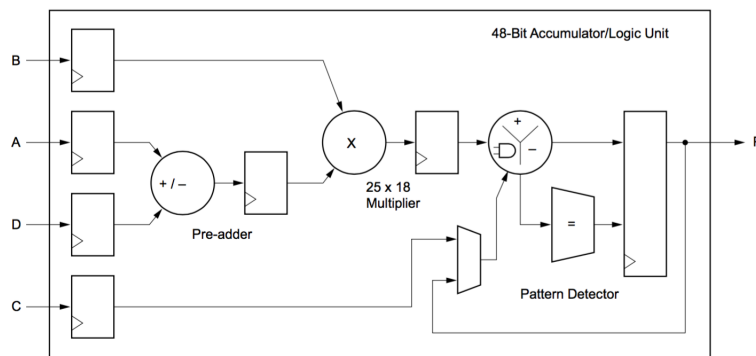 48-Bit Accumulator/Logic Unit
B
A
D
C
+ / –
Pre-adder
X
25 x 18
Multiplier
+
–
=
Pattern Detector